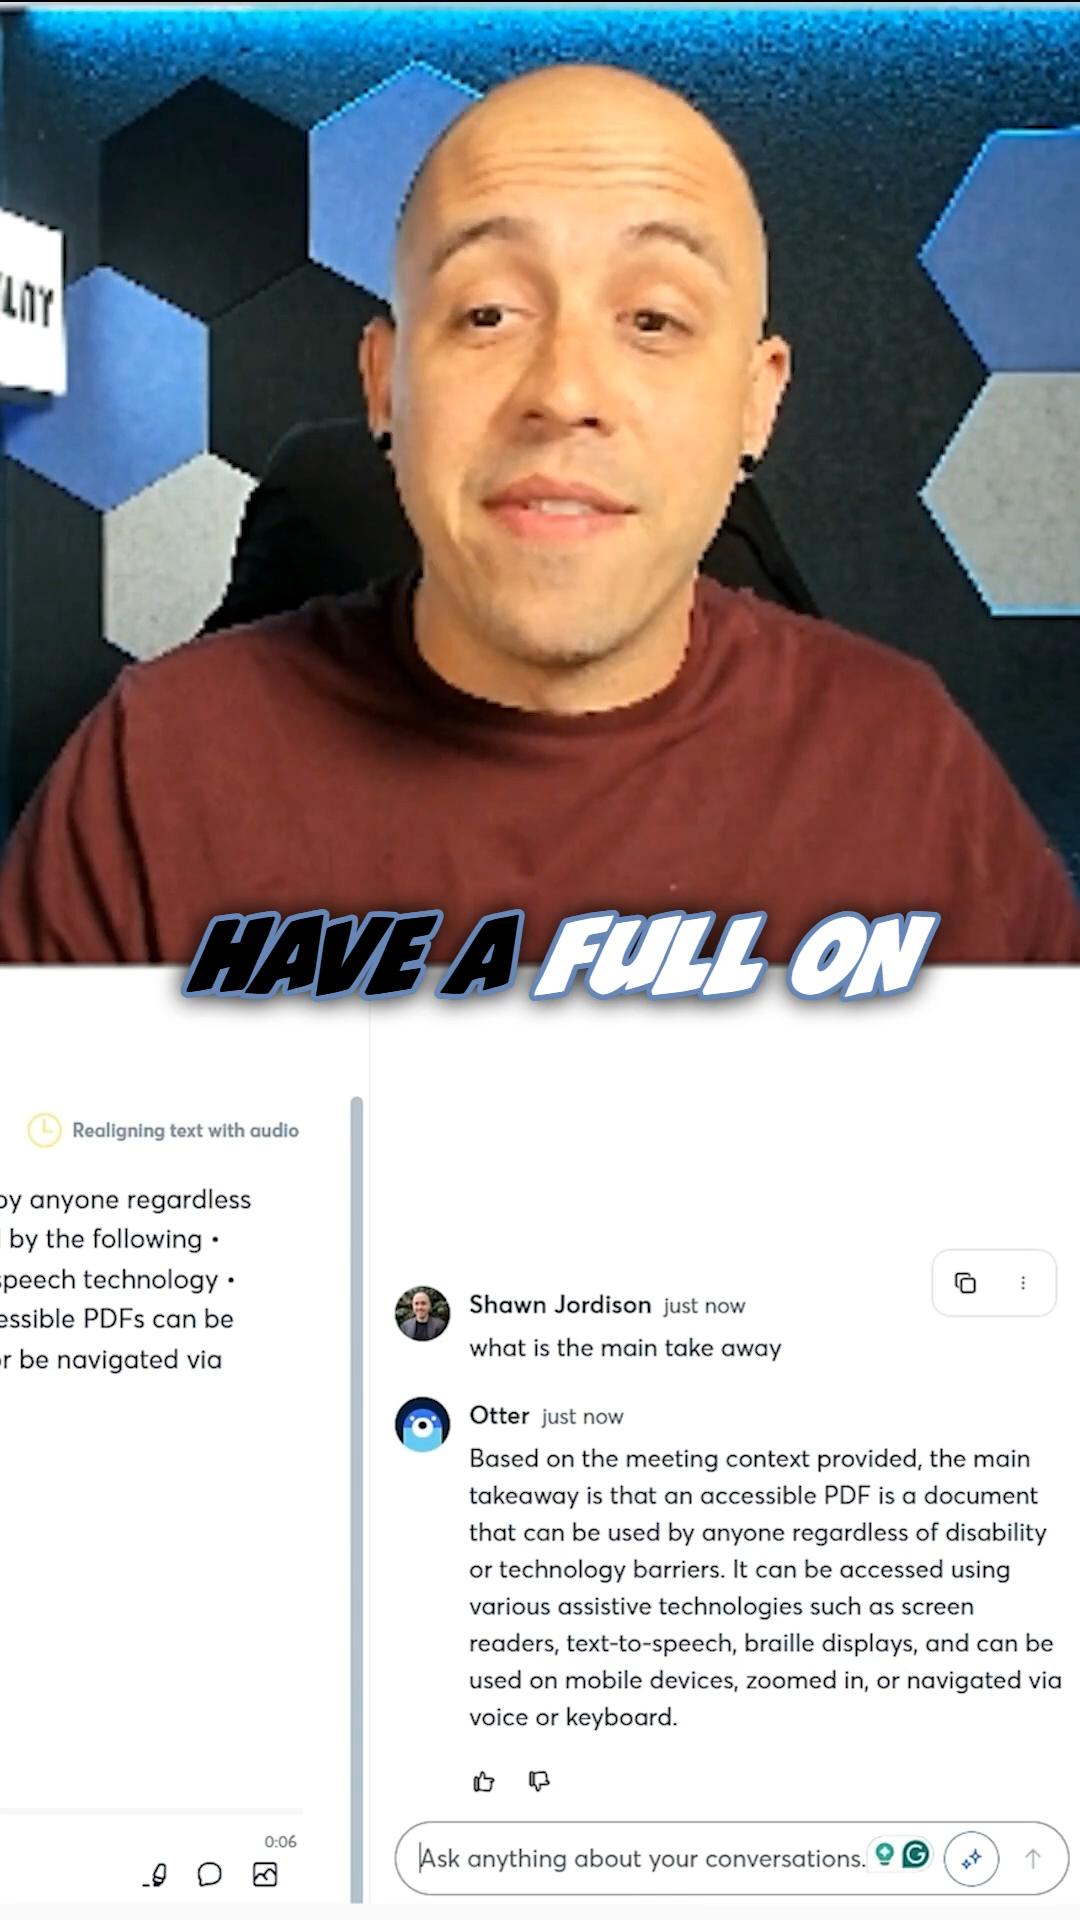 HAVE A FULL ON
Realigning text with audio
by anyone regardless
by the following •
speech technology •
essible PDFs can be
or be navigated via
0:06
Shawn Jordison just now
what is the main take away
Otter just now
Based on the meeting context provided, the main
takeaway is that an accessible PDF is a document
that can be used by anyone regardless of disability
or technology barriers. It can be accessed using
various assistive technologies such as screen
readers, text-to-speech, braille displays, and can be
used on mobile devices, zoomed in, or navigated via
voice or keyboard.
Ask anything about your conversations.